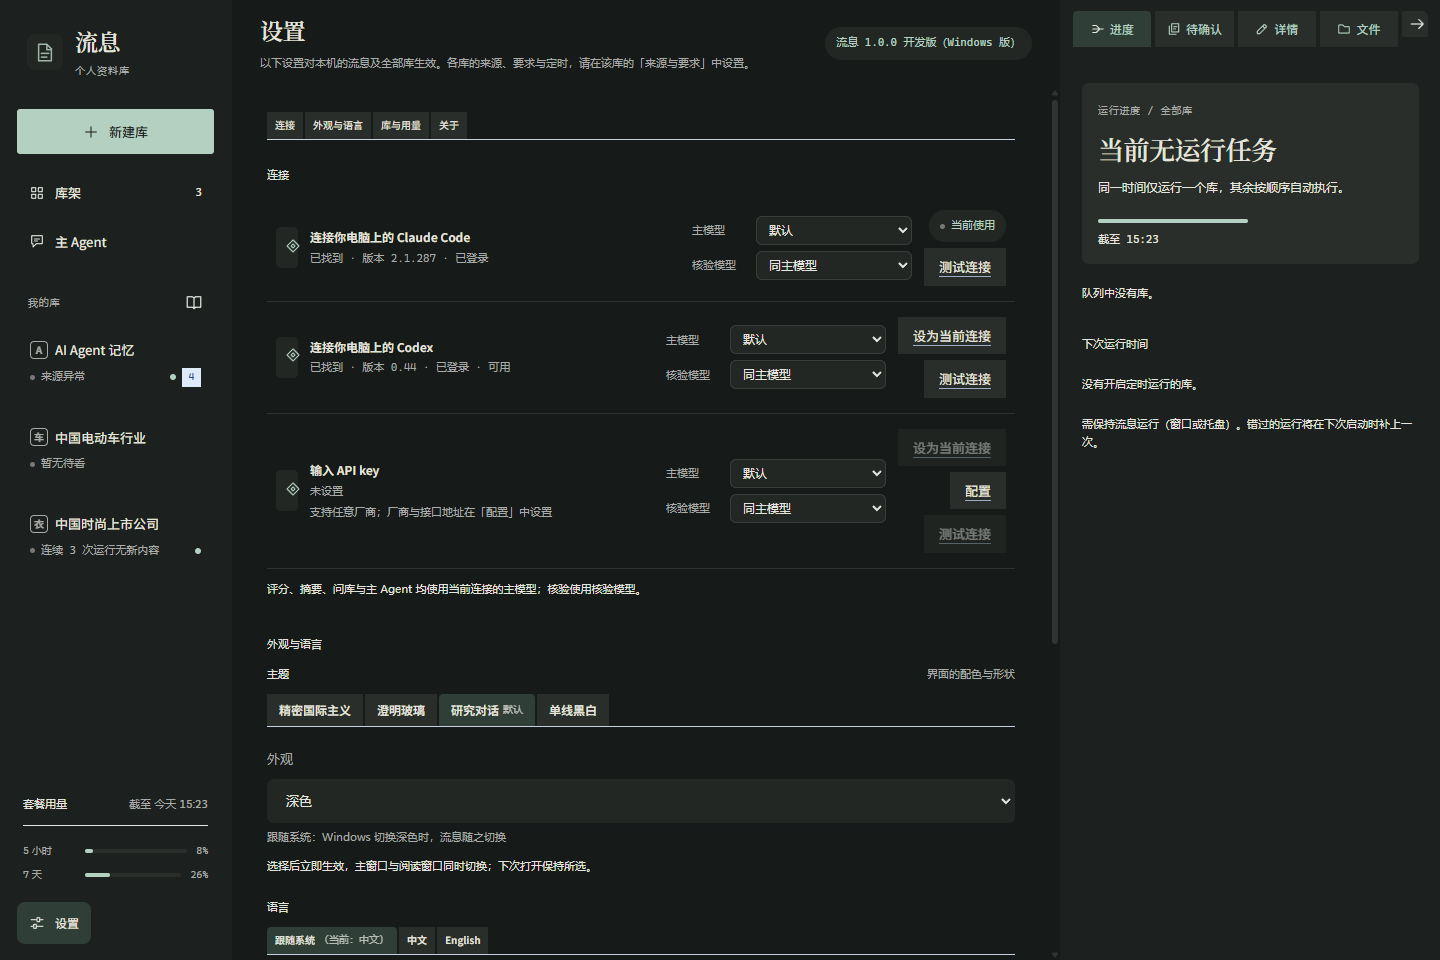 流息
个人资料库
新建库
库架 3
主 Agent
我的库
A AI Agent 记忆
来源异常 4
车 中国电动车行业
暂无待看
衣 中国时尚上市公司
连续 3 次运行无新内容
套餐用量 截至 今天 15:23
5 小时 8%
7 天 26%
设置
设置
以下设置对本机的流息及全部库生效。各库的来源、要求与定时，请在该库的「来源与要求」中设置。
流息 1.0.0 开发版（Windows 版）
连接 外观与语言 库与用量 关于
连接
连接你电脑上的 Claude Code
已找到 · 版本 2.1.287 · 已登录
主模型 默认 当前使用
核验模型 同主模型 测试连接
连接你电脑上的 Codex
已找到 · 版本 0.44 · 已登录 · 可用
主模型 默认 设为当前连接
核验模型 同主模型 测试连接
输入 API key
未设置
支持任意厂商；厂商与接口地址在「配置」中设置
主模型 默认
核验模型 同主模型
设为当前连接
配置
测试连接
评分、摘要、问库与主 Agent 均使用当前连接的主模型；核验使用核验模型。
外观与语言
主题 界面的配色与形状
精密国际主义 澄明玻璃 研究对话 默认 单线黑白
外观
深色
跟随系统：Windows 切换深色时，流息随之切换
选择后立即生效，主窗口与阅读窗口同时切换；下次打开保持所选。
语言
跟随系统（当前：中文） 中文 English
进度 待确认 详情 文件
运行进度 / 全部库
当前无运行任务
同一时间仅运行一个库，其余按顺序自动执行。
截至 15:23
队列中没有库。
下次运行时间
没有开启定时运行的库。
需保持流息运行（窗口或托盘）。错过的运行将在下次启动时补上一
次。